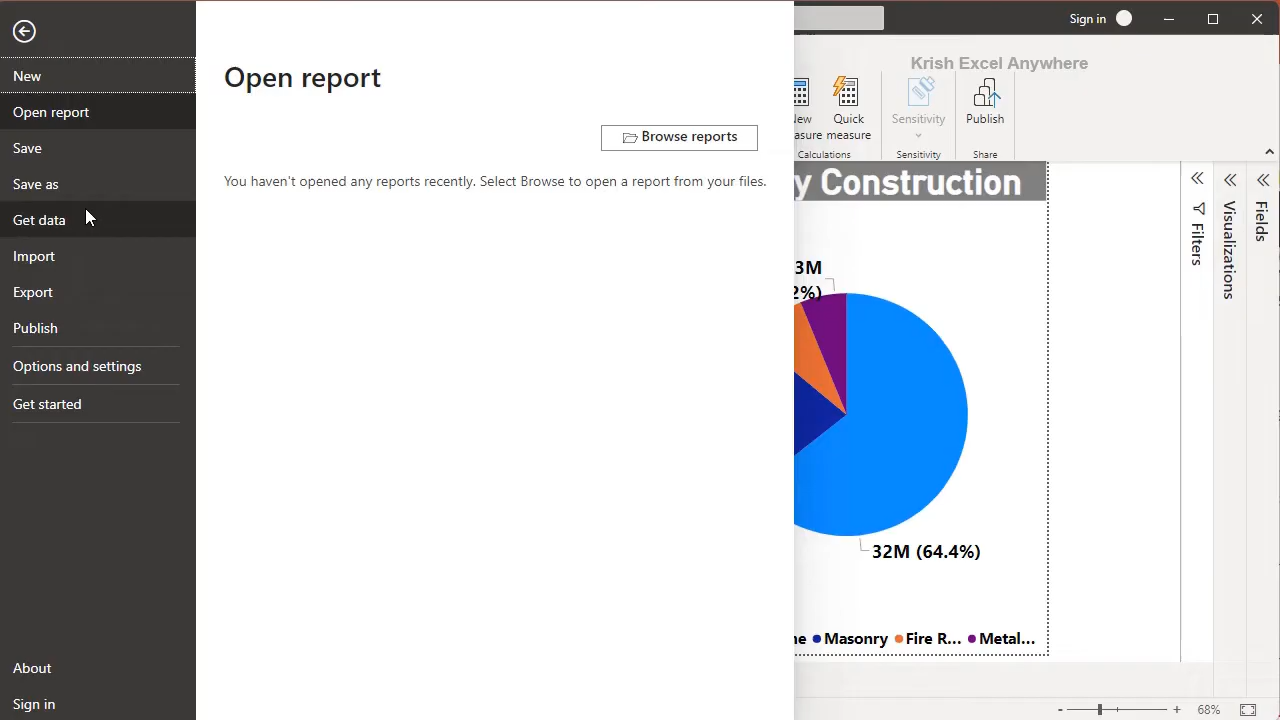 Sign in
New
Open report
Save
Save as
Get data
Import
Export
Publish
Options and settings
Get started
About
Sign in
Open report
Browse reports
You haven't opened any reports recently. Select Browse to open a report from your files.
Krish Excel Anywhere
Quick
measure
Calculations
Sensitivity
Sensitivity
Publish
Share
y Construction
3M
2%)
32M (64.4%)
ne Masonry Fire R... Metal...
Filters
Visualizations
Fields
- + 68%